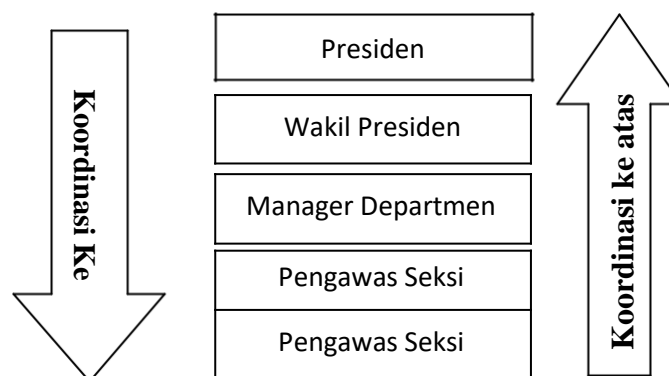 Presiden
Koordinasi Ke
Wakil Presiden
Koordinasi ke atas
Manager Departmen
Pengawas Seksi
Pengawas Seksi